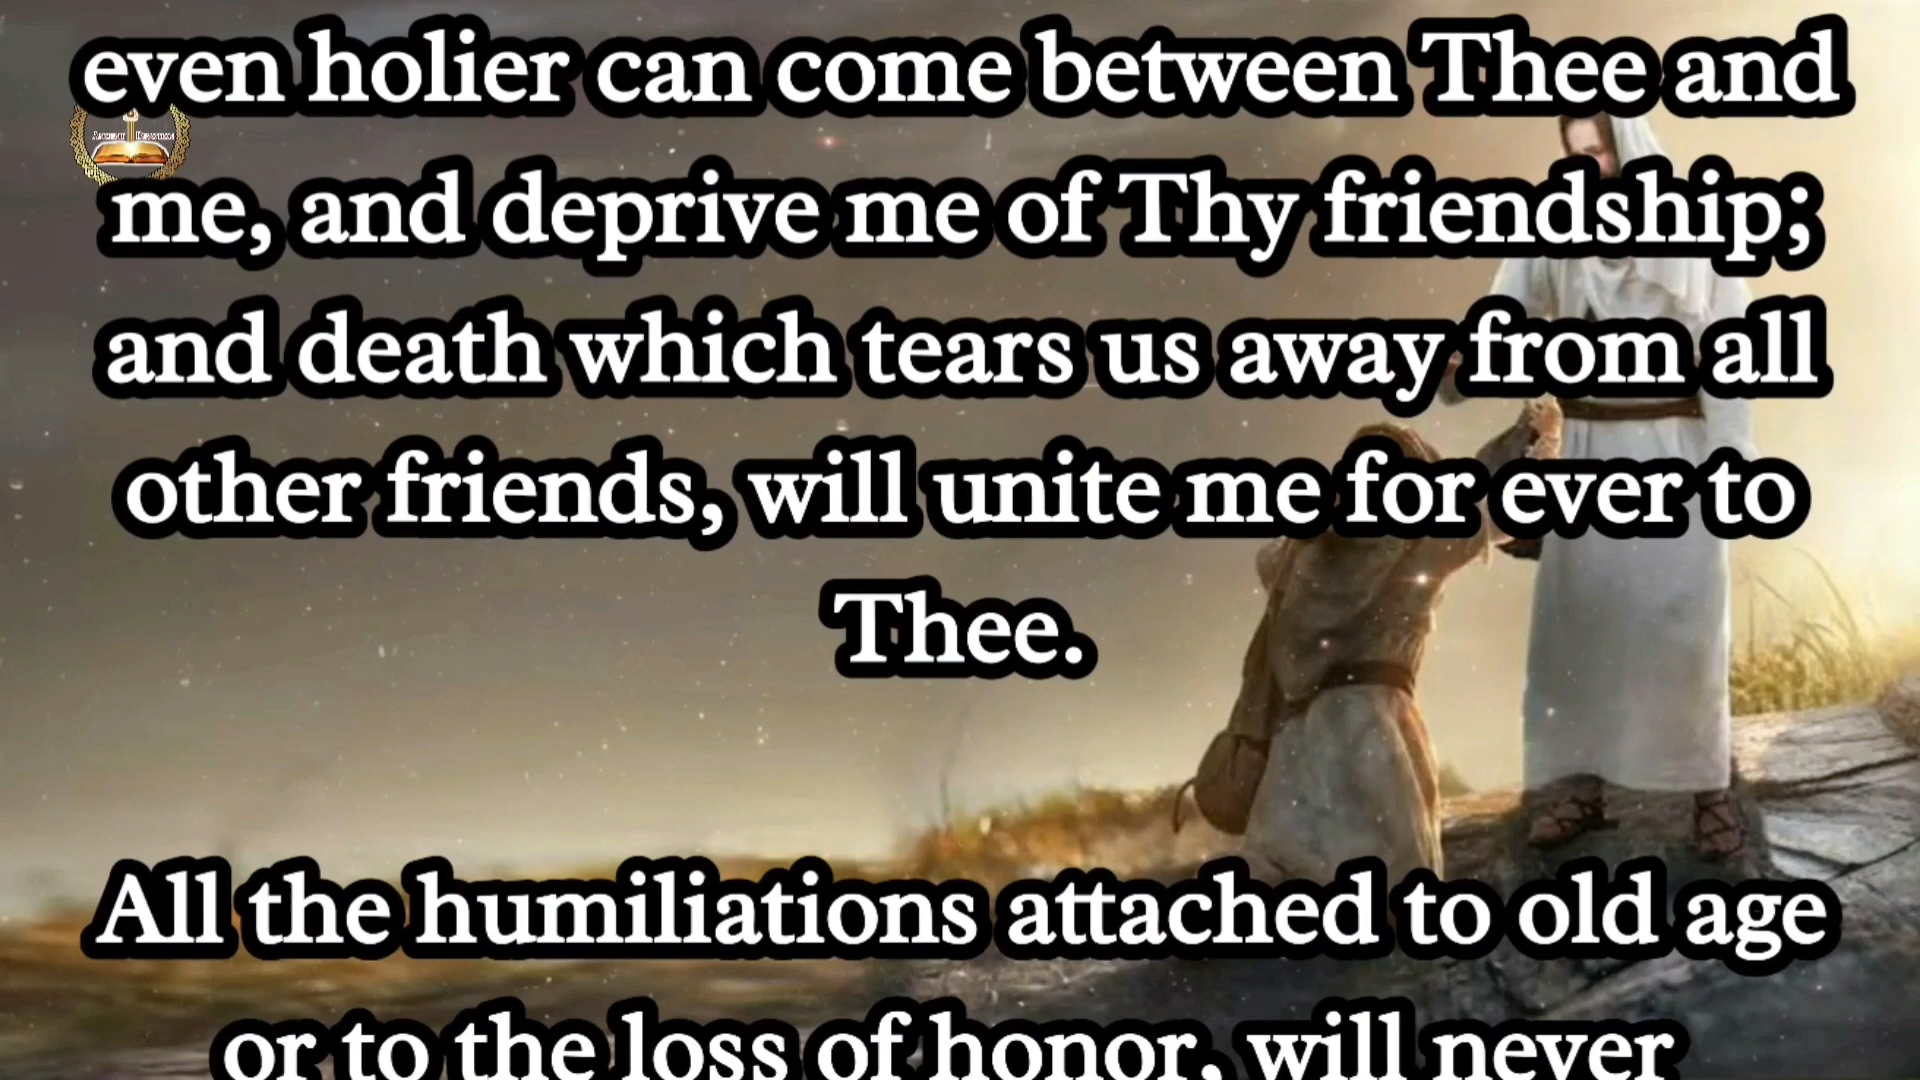 even holier can come between Thee and
me, and deprive me of Thy friendship;
and death which tears us away from all
other friends, will unite me for ever to
Thee.
All the humiliations attached to old age
or to the loss of honor, will never